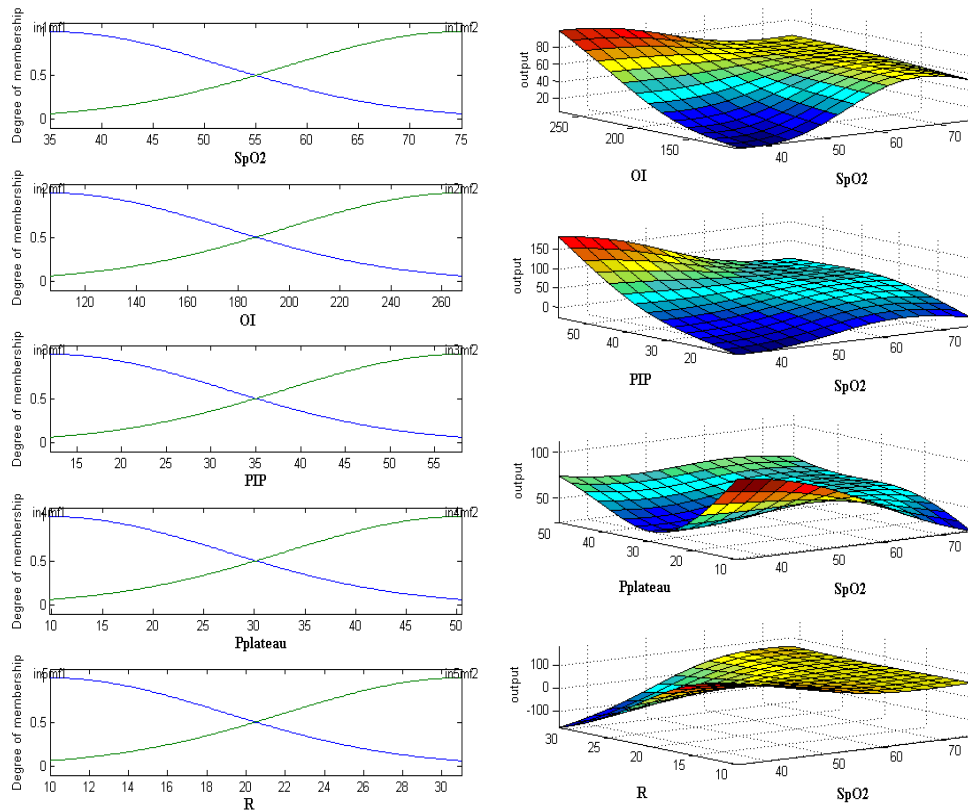 Degree of membership
1
0.5
0
in1mf1
in1mf2
35 40 45 50 55 60 65 70 75
SpO2
Degree of membership
1
0.5
0
in2mf1
in2mf2
120 140 160 180 200 220 240 260
OI
Degree of membership
1
0.5
0
in3mf1
in3mf2
15 20 25 30 35 40 45 50 55
PIP
Degree of membership
1
0.5
0
in4mf1
in4mf2
10 15 20 25 30 35 40 45 50
Pplateau
Degree of membership
1
0.5
0
in5mf1
in5mf2
10 12 14 16 18 20 22 24 26 28 30
R
output
80
60
40
20
250 200 150
40 50 60 70
OI
SpO2
output
150
100
50
0
50 40 30 20
40 50 60 70
PIP
SpO2
output
100
50
50 40 30 20 10
40 50 60 70
Pplateau
SpO2
output
100
0
-100
30 25 20 15 10
40 50 60 70
R
SpO2